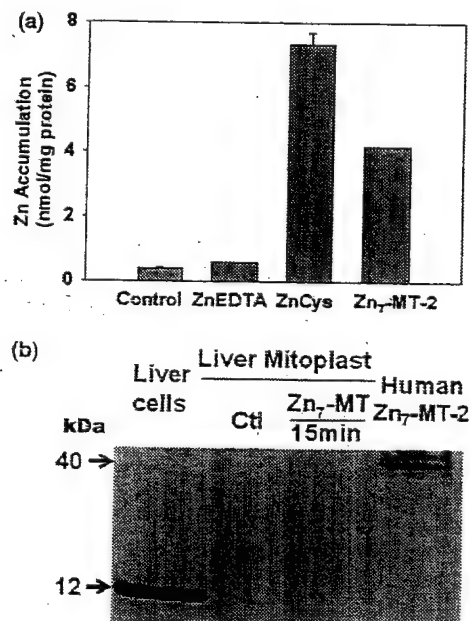 (a)
Zn Accumulation
(nmol/mg protein)
8
6
4
2
0
Control ZnEDTA ZnCys Zn₇-MT-2
(b)
Liver Mitoplast
Liver cells
Human Zn₇-MT-2
Ctl
Zn₇-MT
15min
kDa
40
12